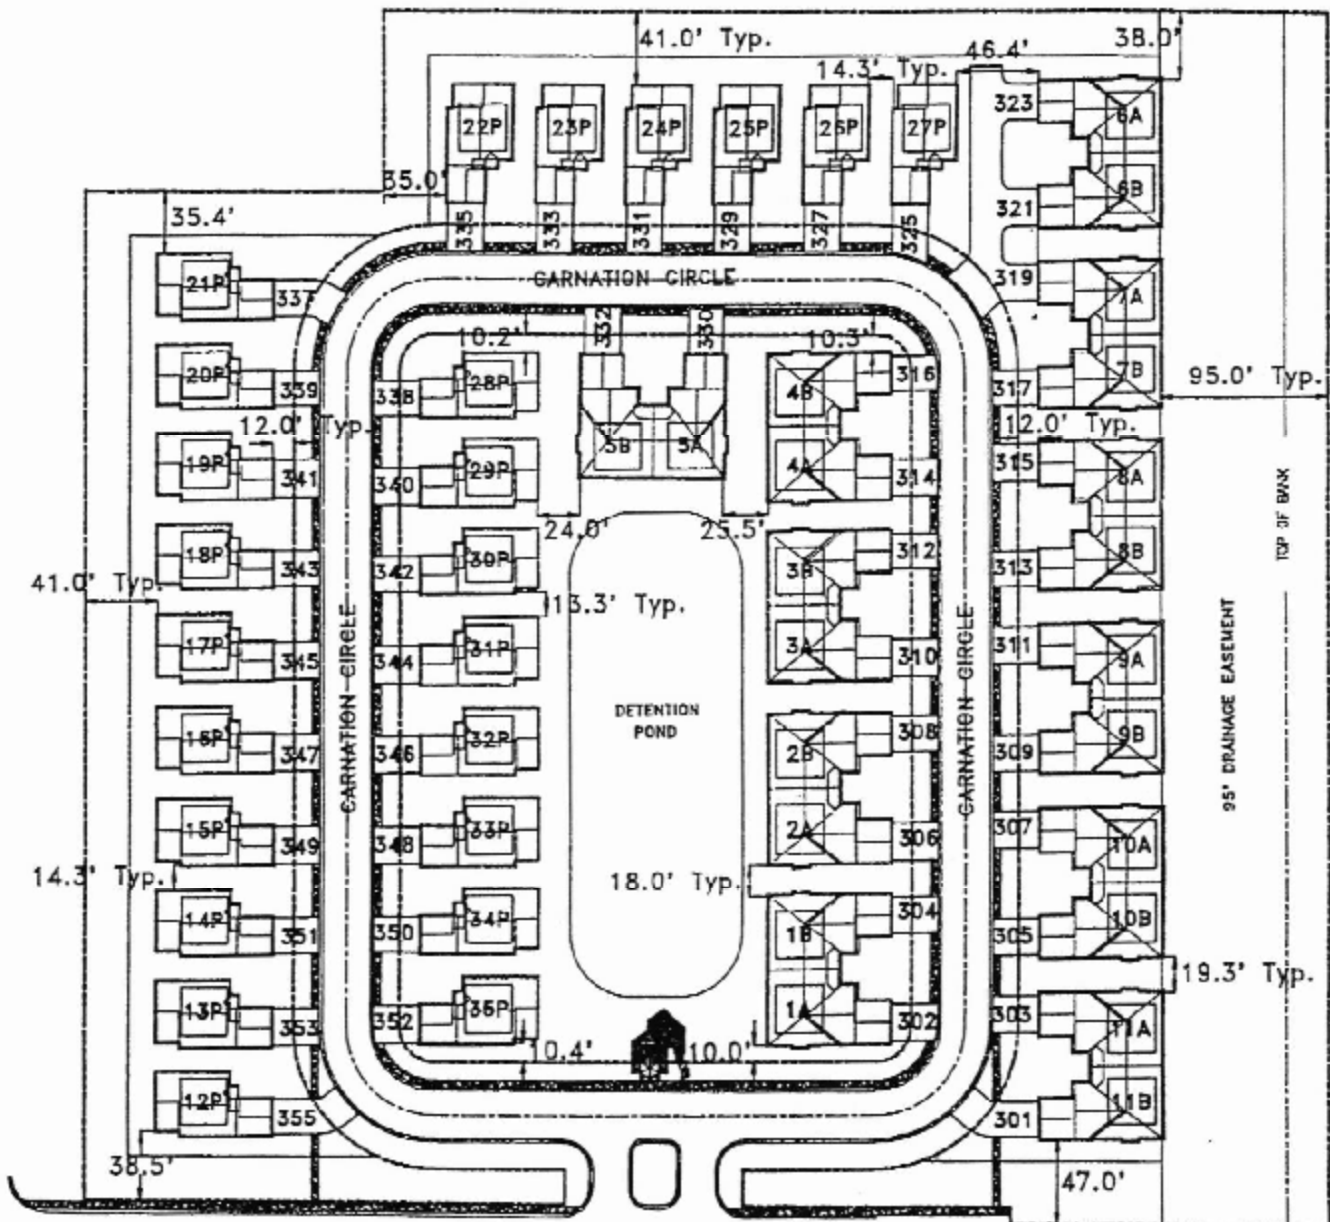 41.0' Typ.
38.0'
46.4'
14.3' Typ.
323
6A
22P
23P
24P
25P
26P
27P
35.0'
6B
321
35.4'
335
333
331
329
327
325
319
7A
21P
337
CARNATION CIRCLE
332
330
10.2'
10.3'
20P
339
338
28P
4B
316
317
7B
95.0' Typ.
12.0' Typ.
12.0' Typ.
5B
5A
19P
341
340
29P
4A
314
315
8A
24.0'
25.5'
TOP OF BANK
18P
343
342
30P
3B
312
313
8B
41.0' Typ.
13.3' Typ.
17P
345
344
31P
3A
310
311
9A
CARNATION CIRCLE
CARNATION CIRCLE
95' DRAINAGE EASEMENT
DETENTION
POND
16P
347
346
32P
2B
308
309
9B
15P
349
348
33P
2A
306
307
10A
14.3' Typ.
18.0' Typ.
14P
351
350
34P
1B
304
305
10B
19.3' Typ.
13P
353
352
35P
1A
302
303
11A
10.4'
10.0'
12P
355
301
11B
38.5'
47.0'